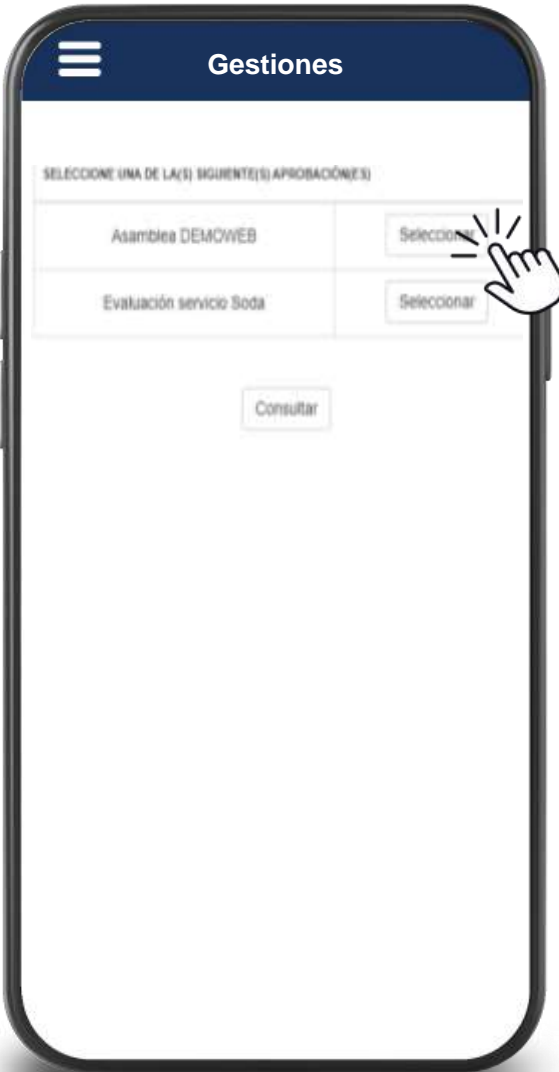 Gestiones
SELECCIONE UNA DE LA(S) SIGUIENTE(S) APROBACIÓN(ES)
Asamblea DEMOWEB Seleccionar
Evaluación servicio Soda Seleccionar
Consultar